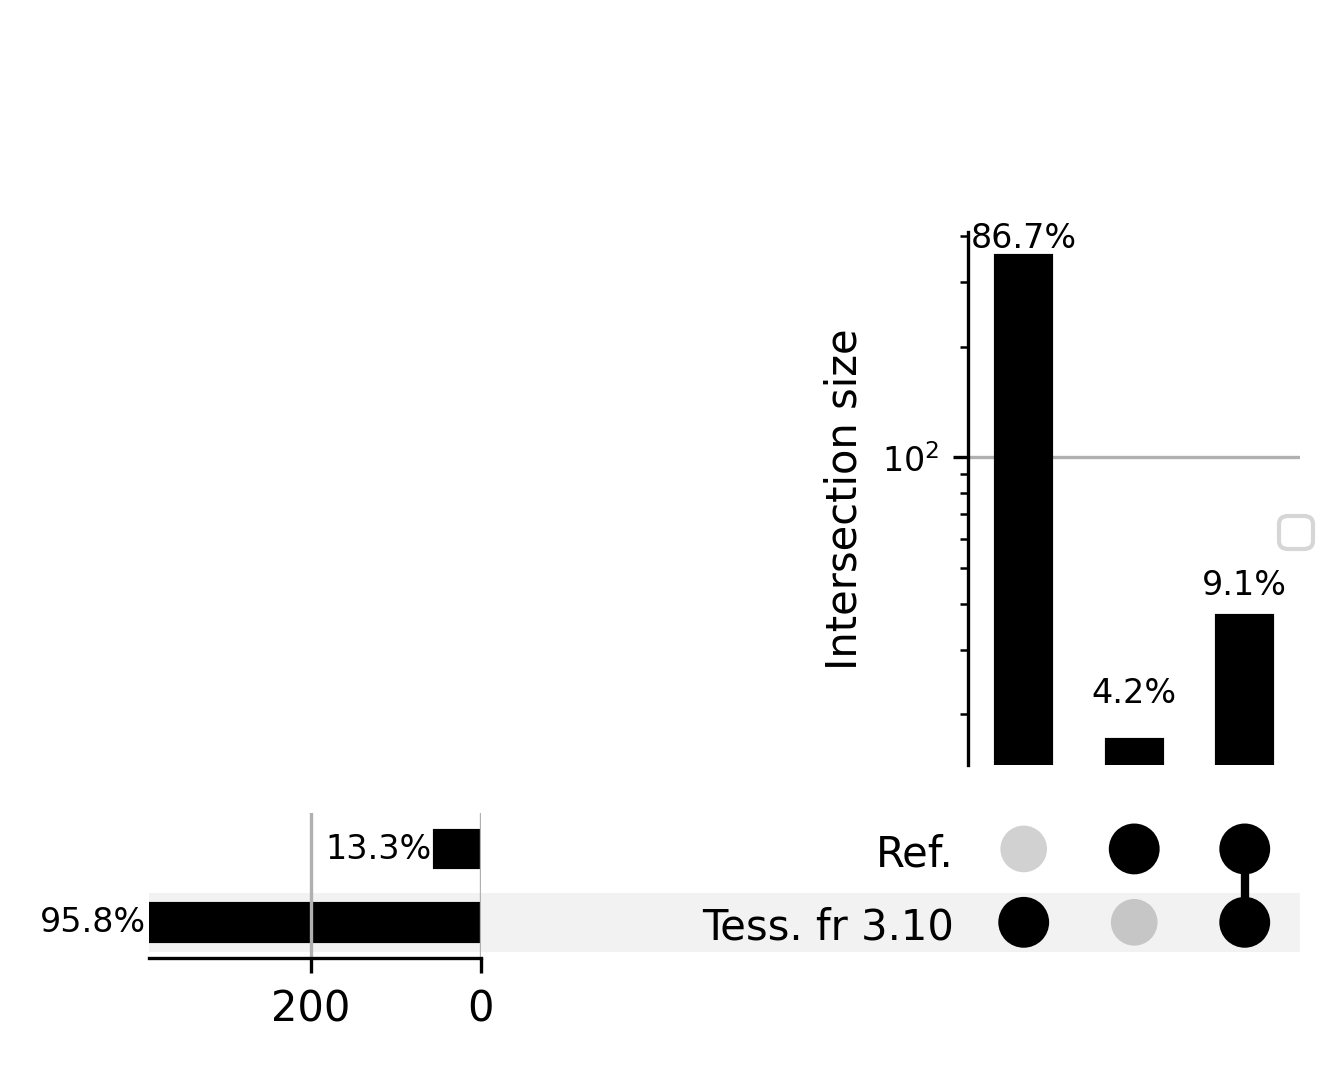 86.7%
Intersection size
10²
9.1%
4.2%
13.3%
Ref.
95.8%
Tess. fr 3.10
200
0